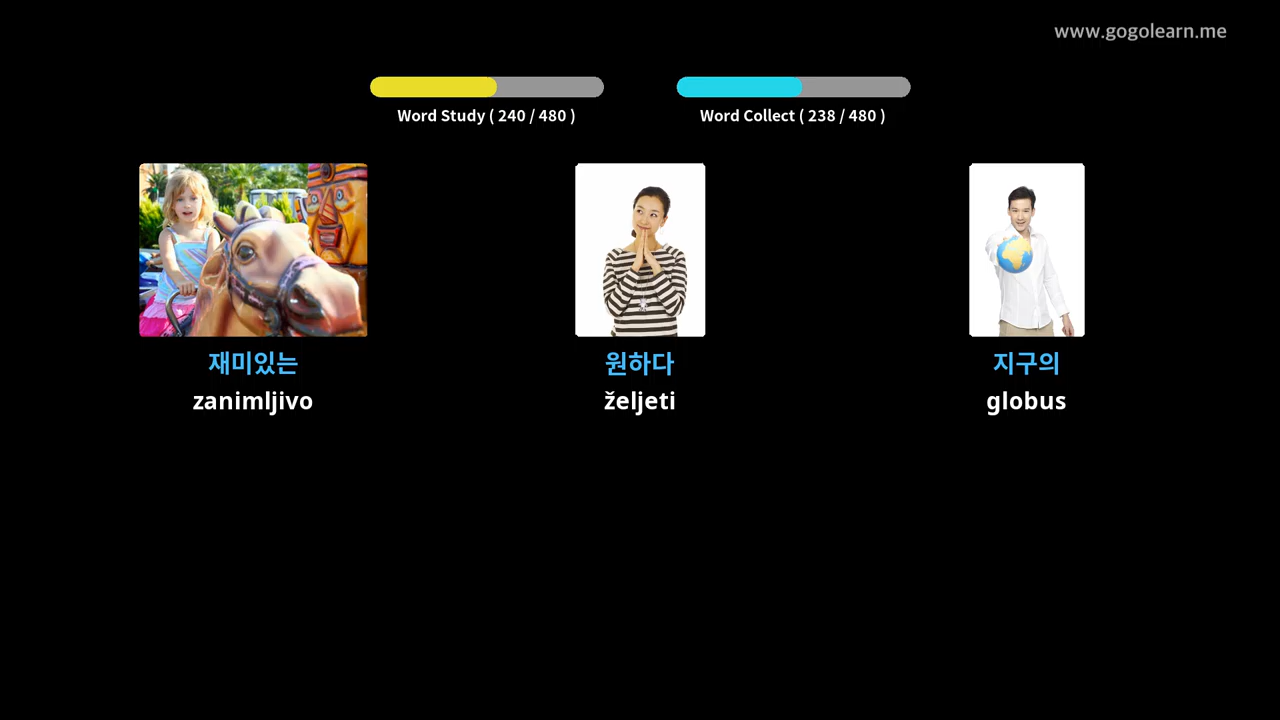 www.gogolearn.me
Word Study ( 240 / 480 )
Word Collect ( 238 / 480 )
재미있는
원하다
지구의
zanimljivo
željeti
globus